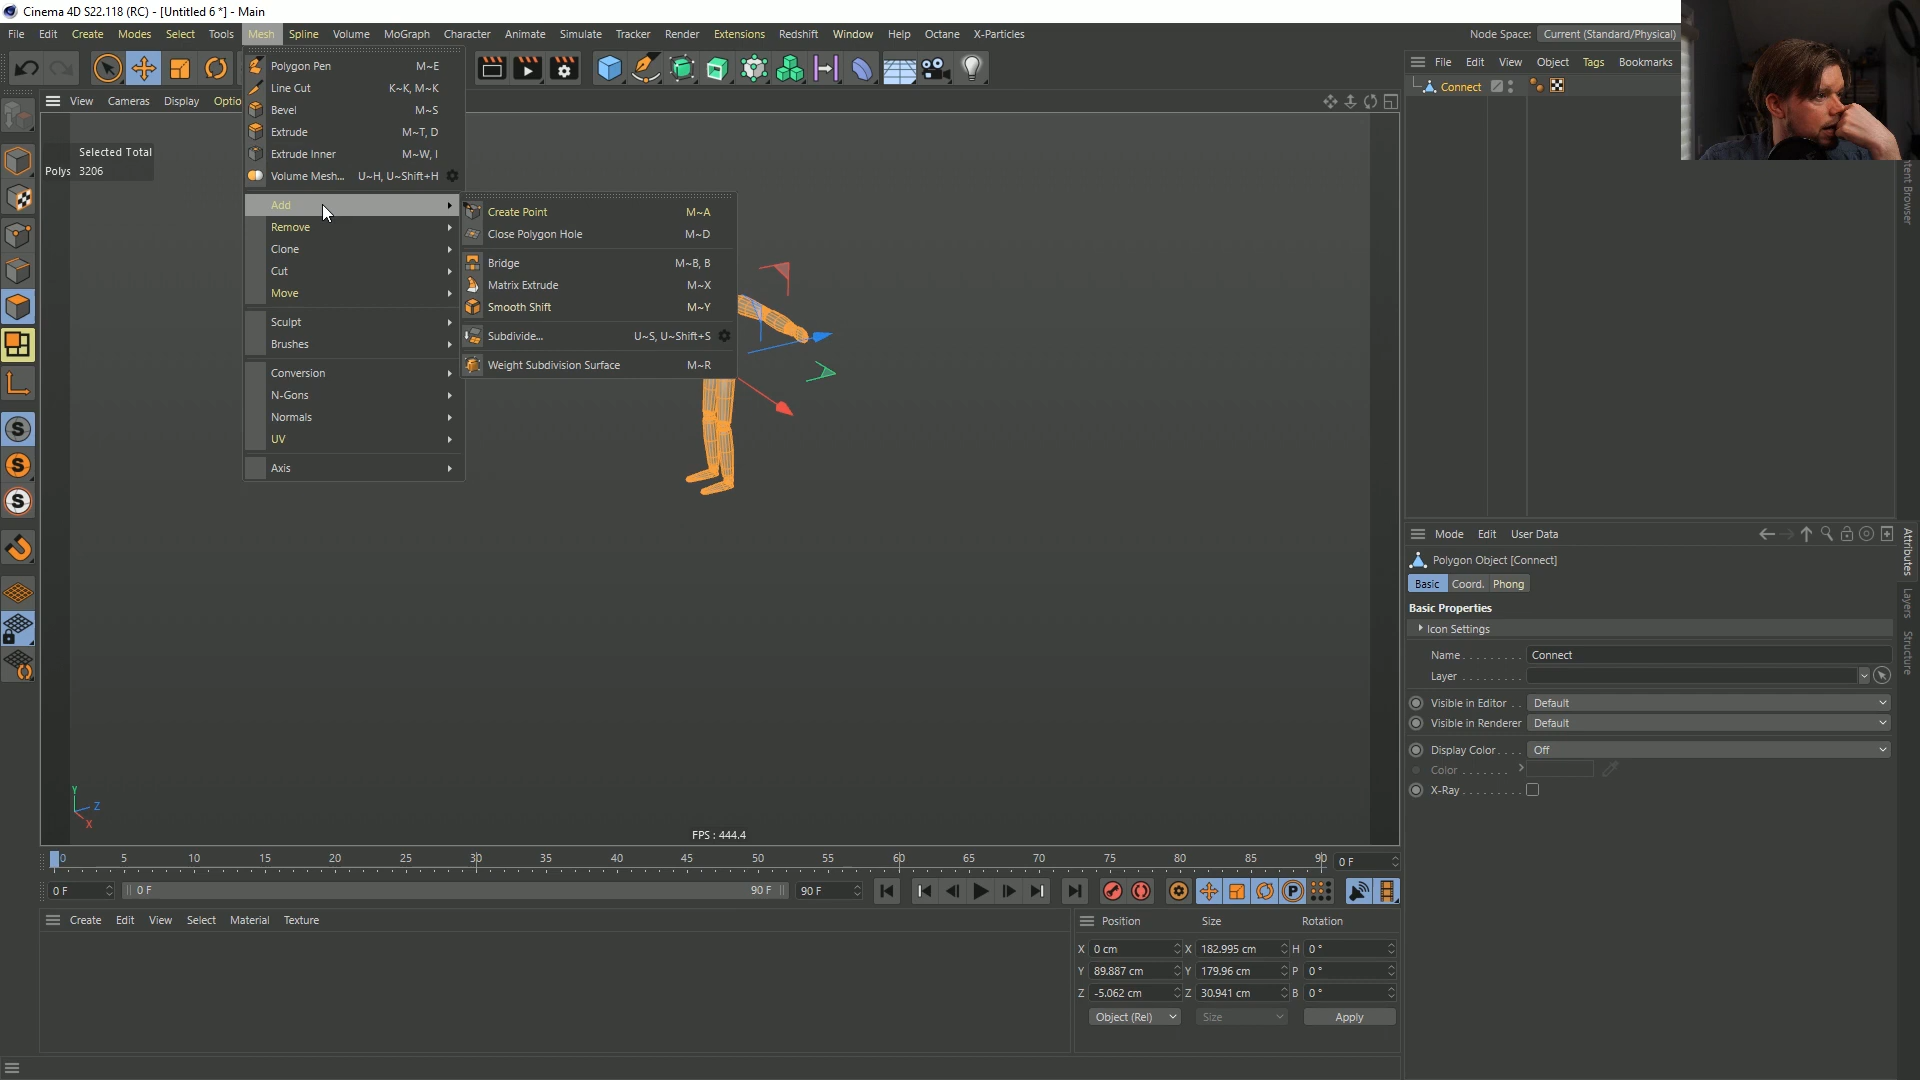 Cinema 4D S22.118 (RC) - [Untitled 6 *] - Main
File Edit Create Modes Select Tools Mesh Spline Volume MoGraph Character Animate Simulate Tracker Render Extensions Redshift Window Help Octane X-Particles
Node Space: Current (Standard/Physical)
File Edit View Object Tags Bookmarks
Connect
View Cameras Display Optio
Selected Total
Polys 3206
Polygon Pen M~E
Line Cut K~K, M~K
Bevel M~S
Extrude M~T, D
Extrude Inner M~W, I
Volume Mesh... U~H, U~Shift+H
Add
Remove
Clone
Cut
Move
Sculpt
Brushes
Conversion
N-Gons
Normals
UV
Axis
Create Point M~A
Close Polygon Hole M~D
Bridge M~B, B
Matrix Extrude M~X
Smooth Shift M~Y
Subdivide... U~S, U~Shift+S
Weight Subdivision Surface M~R
Y
Z
X
FPS : 444.4
tent Browser
Mode Edit User Data
Polygon Object [Connect]
Basic Coord. Phong
Basic Properties
Icon Settings
Name . . . . . . . . . Connect
Layer . . . . . . . . .
Visible in Editor . . Default
Visible in Renderer Default
Display Color . . . . Off
Color . . . . . . .
X-Ray . . . . . . . . .
Attributes
Layers
Structure
0 5 10 15 20 25 30 35 40 45 50 55 60 65 70 75 80 85 90 0 F
0 F 0 F 90 F 90 F
P
Create Edit View Select Material Texture
Position Size Rotation
X 0 cm X 182.995 cm H 0 °
Y 89.887 cm Y 179.96 cm P 0 °
Z -5.062 cm Z 30.941 cm B 0 °
Object (Rel) Size Apply
S
S
S